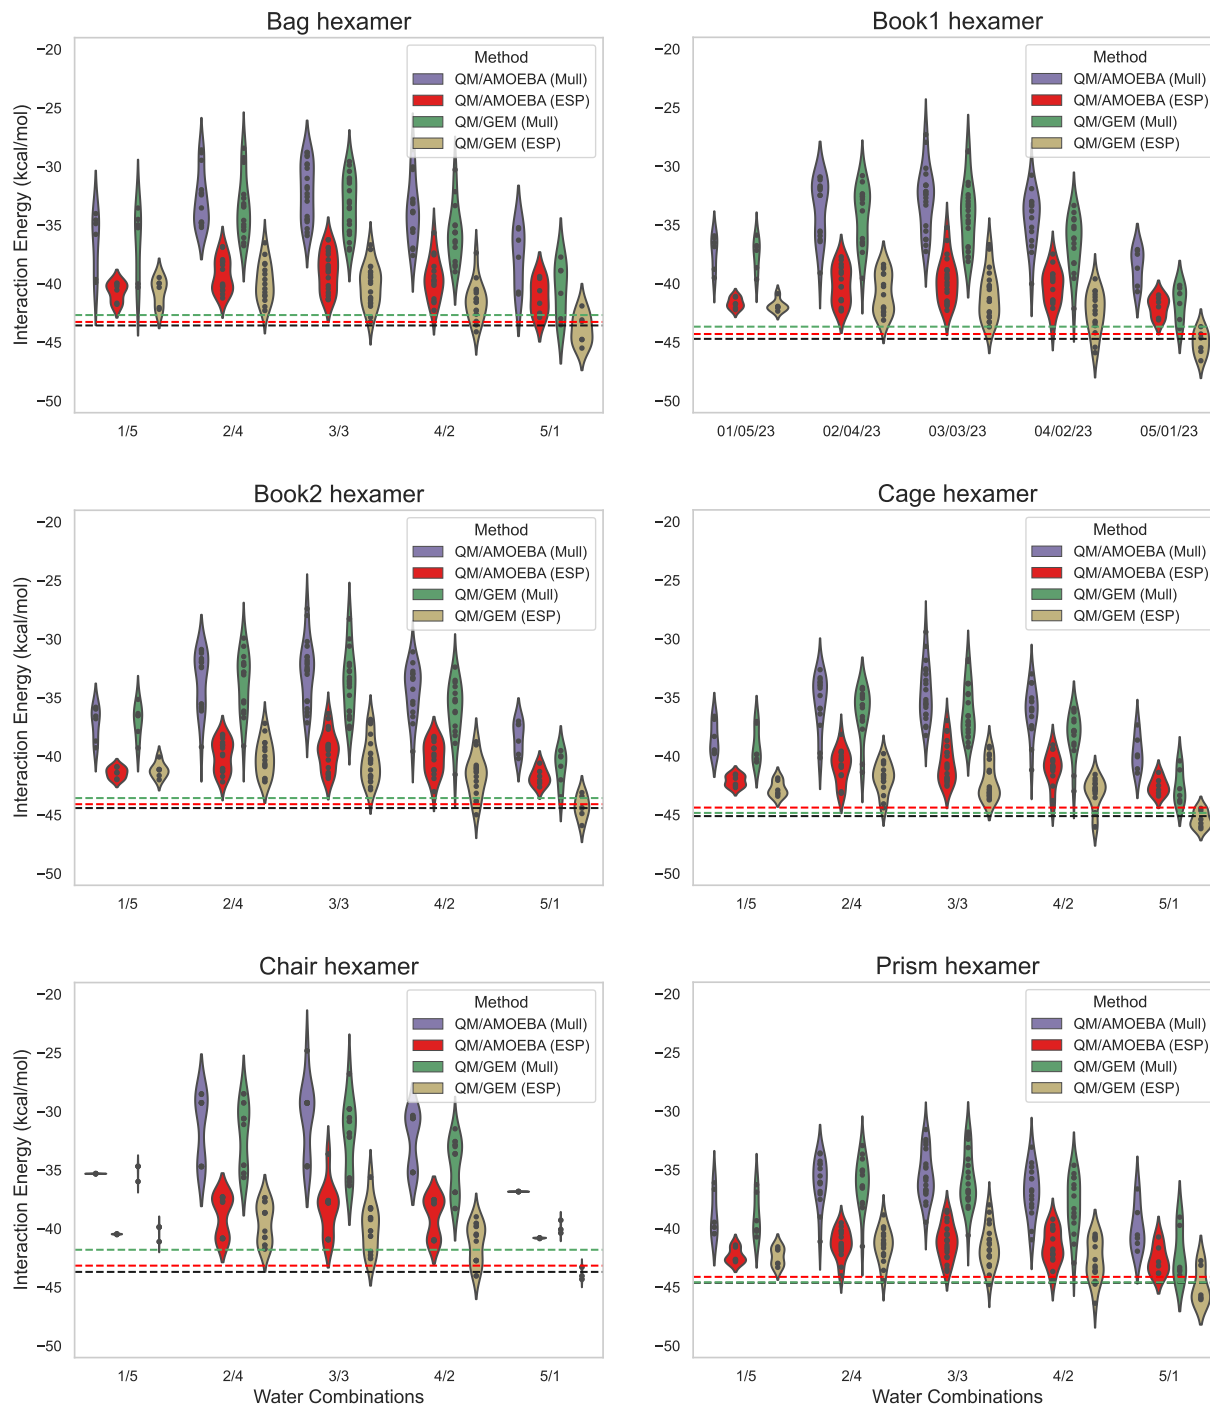 Bag hexamer
Interaction Energy (kcal/mol)
−20
−25
−30
−35
−40
−45
−50
Method
QM/AMOEBA (Mull)
QM/AMOEBA (ESP)
QM/GEM (Mull)
QM/GEM (ESP)
1/5 2/4 3/3 4/2 5/1
Book1 hexamer
−20
−25
−30
−35
−40
−45
−50
Method
QM/AMOEBA (Mull)
QM/AMOEBA (ESP)
QM/GEM (Mull)
QM/GEM (ESP)
01/05/23 02/04/23 03/03/23 04/02/23 05/01/23
Book2 hexamer
Interaction Energy (kcal/mol)
−20
−25
−30
−35
−40
−45
−50
Method
QM/AMOEBA (Mull)
QM/AMOEBA (ESP)
QM/GEM (Mull)
QM/GEM (ESP)
1/5 2/4 3/3 4/2 5/1
Cage hexamer
−20
−25
−30
−35
−40
−45
−50
Method
QM/AMOEBA (Mull)
QM/AMOEBA (ESP)
QM/GEM (Mull)
QM/GEM (ESP)
1/5 2/4 3/3 4/2 5/1
Chair hexamer
Interaction Energy (kcal/mol)
−20
−25
−30
−35
−40
−45
−50
Method
QM/AMOEBA (Mull)
QM/AMOEBA (ESP)
QM/GEM (Mull)
QM/GEM (ESP)
1/5 2/4 3/3 4/2 5/1
Water Combinations
Prism hexamer
−20
−25
−30
−35
−40
−45
−50
Method
QM/AMOEBA (Mull)
QM/AMOEBA (ESP)
QM/GEM (Mull)
QM/GEM (ESP)
1/5 2/4 3/3 4/2 5/1
Water Combinations